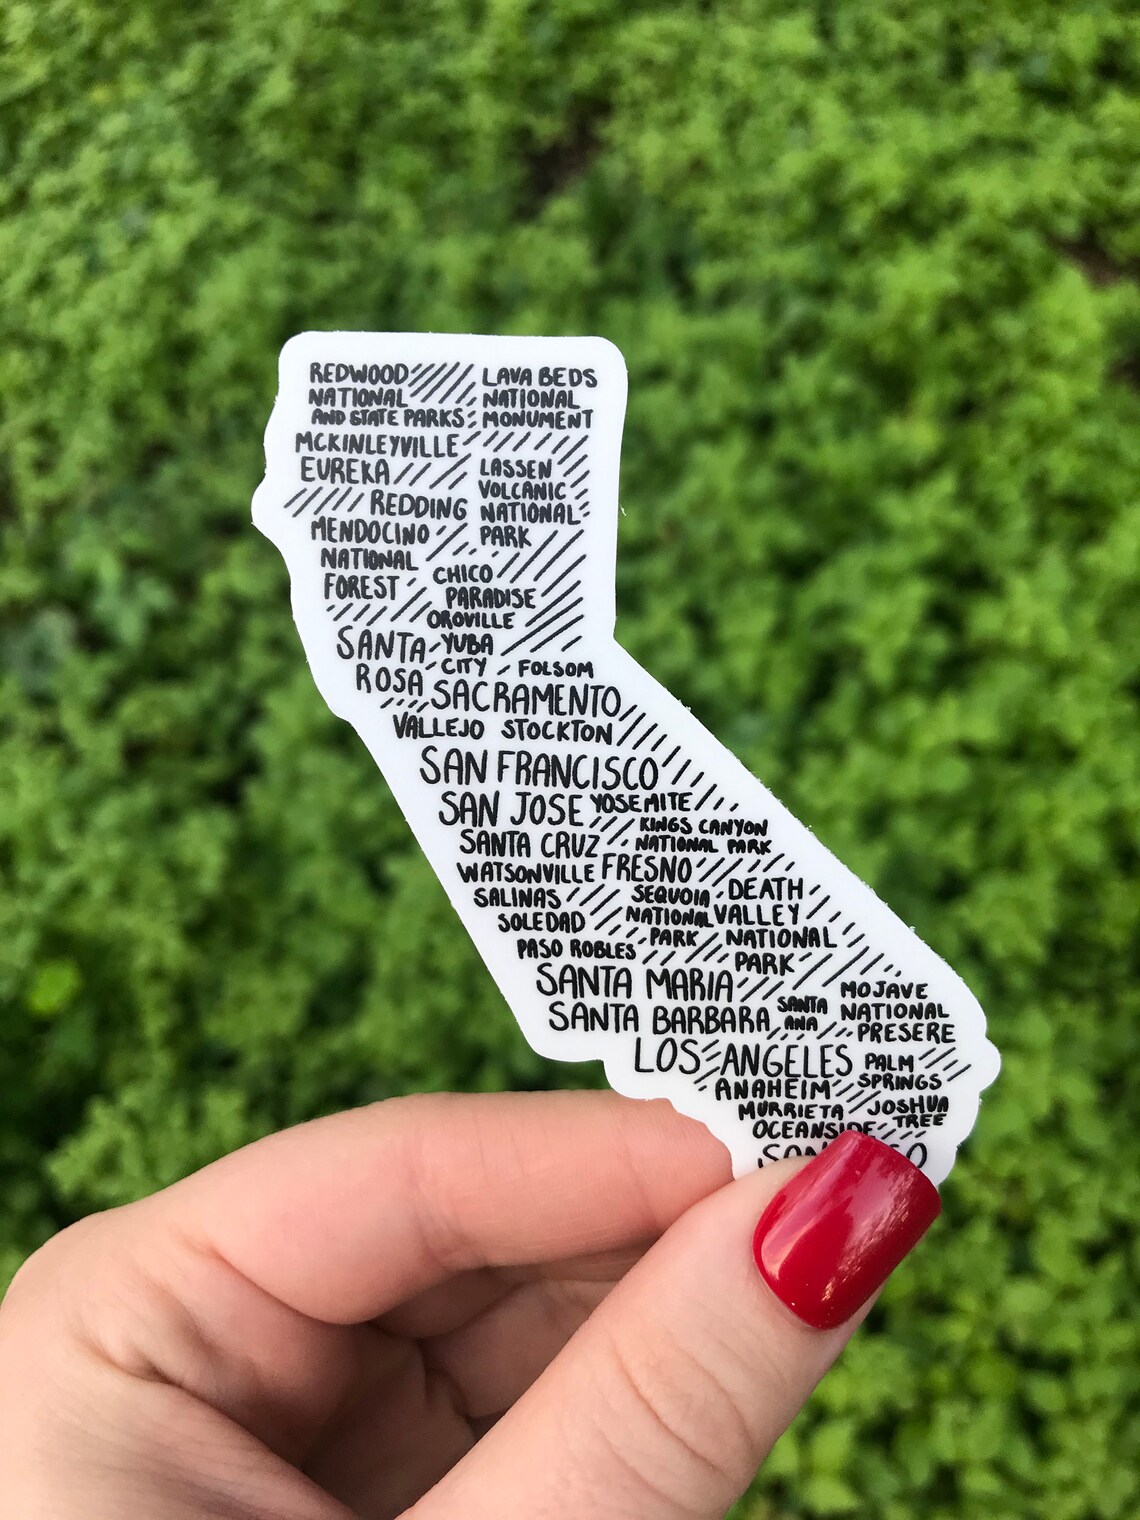 REDWOOD
NATIONAL
AND STATE PARKS
LAVA BEDS
NATIONAL
MONUMENT
MCKINLEYVILLE
EUREKA
REDDING
LASSEN
VOLCANIC
NATIONAL
PARK
MENDOCINO
NATIONAL
FOREST
CHICO
PARADISE
OROVILLE
SANTA
ROSA
YUBA
CITY
FOLSOM
SACRAMENTO
VALLEJO STOCKTON
SAN FRANCISCO
SAN JOSE
YOSEMITE
KINGS CANYON
NATIONAL PARK
SANTA CRUZ
WATSONVILLE
FRESNO
SALINAS
SEQUOIA
NATIONAL
PARK
DEATH
VALLEY
NATIONAL
PARK
SOLEDAD
PASO ROBLES
SANTA MARIA
SANTA BARBARA
SANTA
ANA
MOJAVE
NATIONAL
PRESERE
LOS ANGELES
PALM
SPRINGS
ANAHEIM
MURRIETA
JOSHUA
TREE
OCEANSIDE